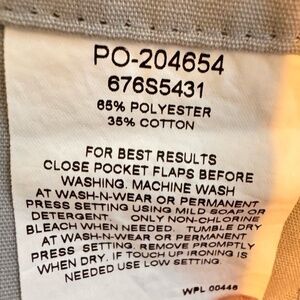 PO-204654
676S5431
65% POLYESTER
35% COTTON
FOR BEST RESULTS
CLOSE POCKET FLAPS BEFORE
WASHING. MACHINE WASH
AT WASH-N-WEAR OR PERMANENT
PRESS SETTING USING MILD SOAP OR
DETERGENT. ONLY NON-CHLORINE
BLEACH WHEN NEEDED. TUMBLE DRY
AT WASH-N-WEAR OR PERMANENT
PRESS SETTING. REMOVE PROMPTLY
WHEN DRY. IF TOUCH UP IRONING IS
NEEDED USE LOW SETTING.
WPL 00446